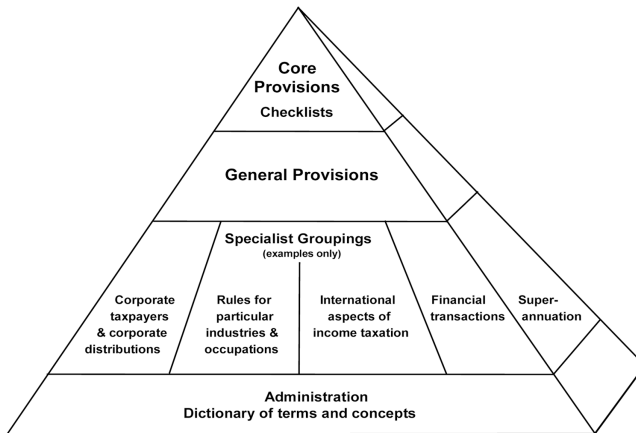 Core
Provisions
Checklists
General Provisions
Specialist Groupings
(examples only)
Corporate
taxpayers
& corporate
distributions
Rules for
particular
industries &
occupations
International
aspects of
income taxation
Financial
transactions
Super-
annuation
Administration
Dictionary of terms and concepts